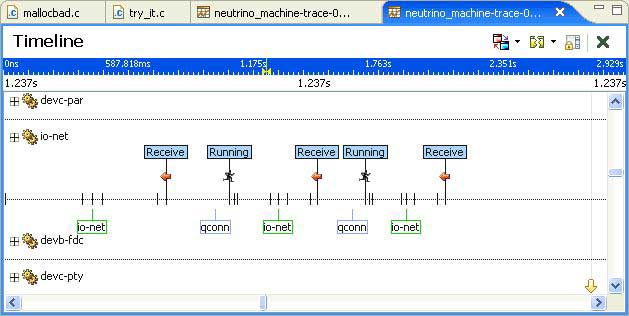 mallocbad.c try_it.c neutrino_machine-trace-0... neutrino_machine-trace-0...
Timeline
0ns 587.818ms 1.175s 1.763s 2.351s 2.929s
1.237s 1.237s 1.237s
devc-par
io-net
Receive Running Receive Running Receive
io-net qconn io-net qconn io-net
devb-fdc
devc-pty